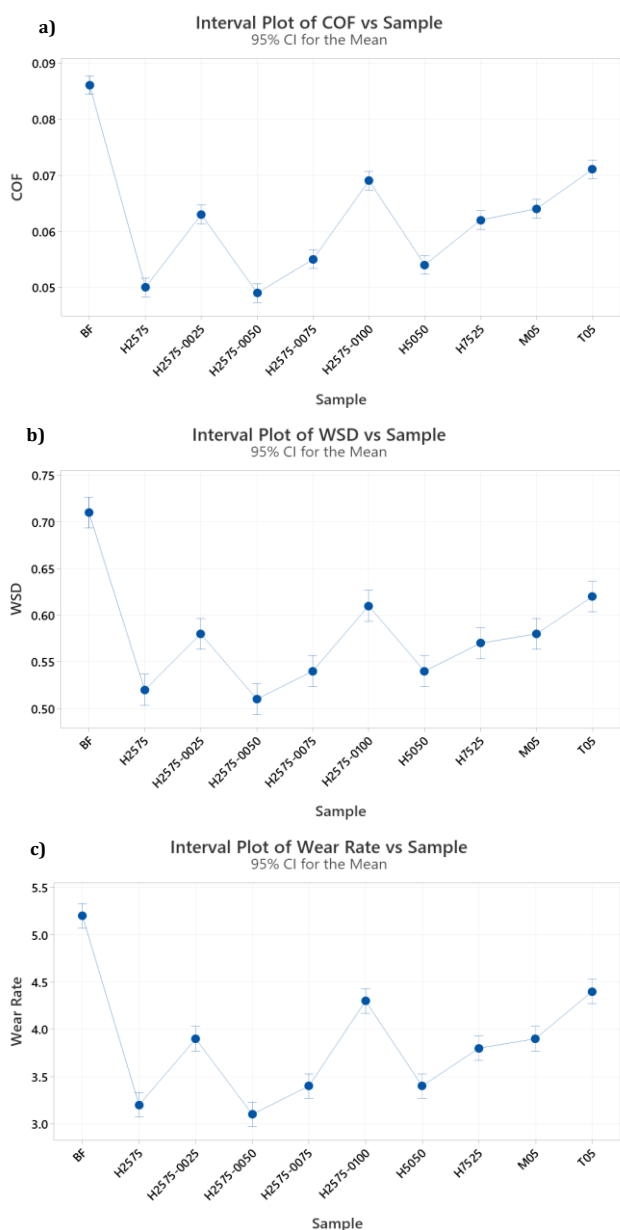 a)
Interval Plot of COF vs Sample
95% CI for the Mean
0.09
0.08
0.07
0.06
0.05
COF
BF
H2575
H2575-0025
H2575-0050
H2575-0075
H2575-0100
H5050
H7525
M05
T05
Sample
b)
Interval Plot of WSD vs Sample
95% CI for the Mean
0.75
0.70
0.65
0.60
0.55
0.50
WSD
BF
H2575
H2575-0025
H2575-0050
H2575-0075
H2575-0100
H5050
H7525
M05
T05
Sample
c)
Interval Plot of Wear Rate vs Sample
95% CI for the Mean
5.5
5.0
4.5
4.0
3.5
3.0
Wear Rate
BF
H2575
H2575-0025
H2575-0050
H2575-0075
H2575-0100
H5050
H7525
M05
T05
Sample